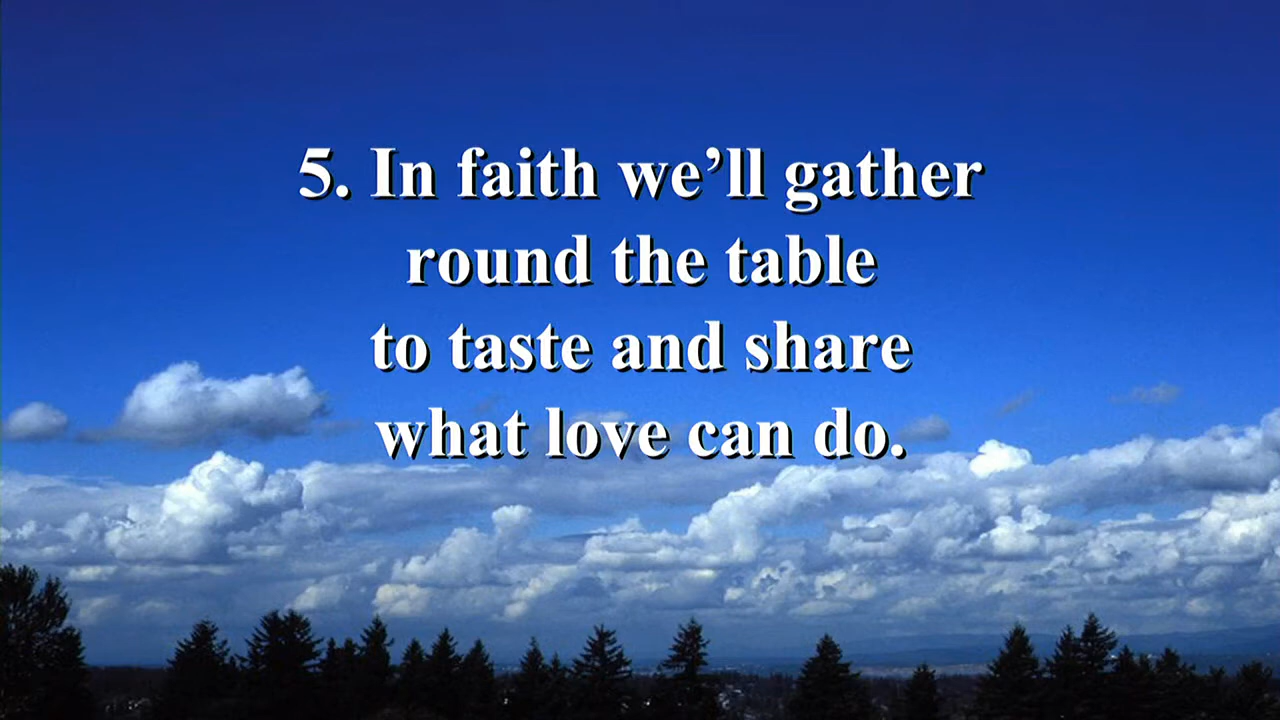 5. In faith we’ll gather
round the table
to taste and share
what love can do.